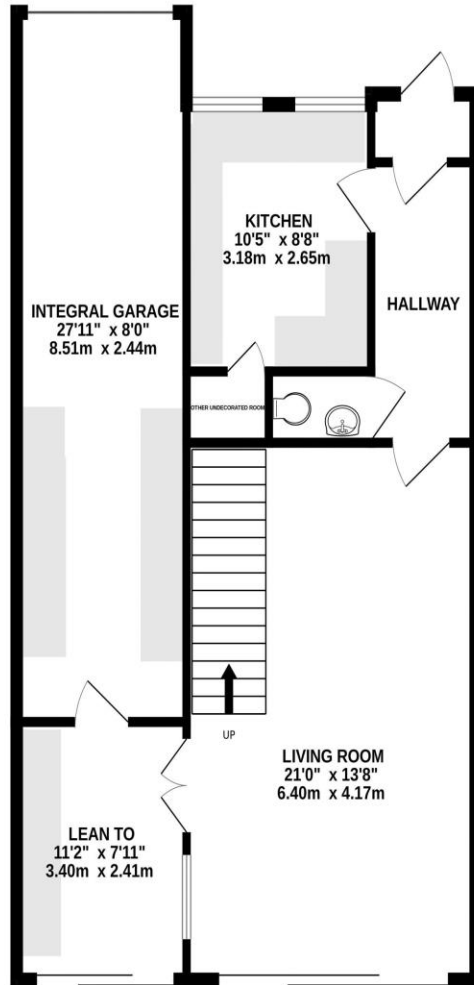 KITCHEN
10'5" x 8'8"
3.18m x 2.65m
INTEGRAL GARAGE
27'11" x 8'0"
8.51m x 2.44m
HALLWAY
OTHER UNDECORATED ROOM
UP
LIVING ROOM
21'0" x 13'8"
6.40m x 4.17m
LEAN TO
11'2" x 7'11"
3.40m x 2.41m